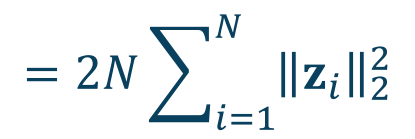 = 2N ∑_{i=1}^{N} ‖𝐳_i‖_2^2